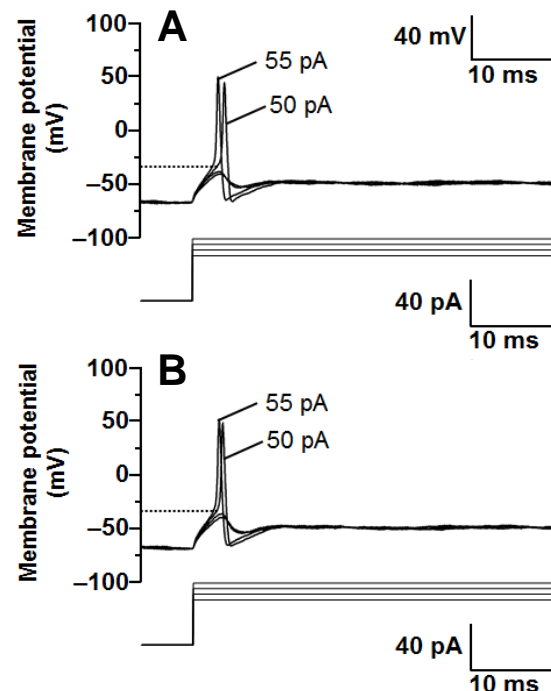 A
100
50
0
–50
–100
Membrane potential
(mV)
55 pA
50 pA
40 mV
10 ms
40 pA
10 ms
B
100
50
0
–50
–100
Membrane potential
(mV)
55 pA
50 pA
40 pA
10 ms